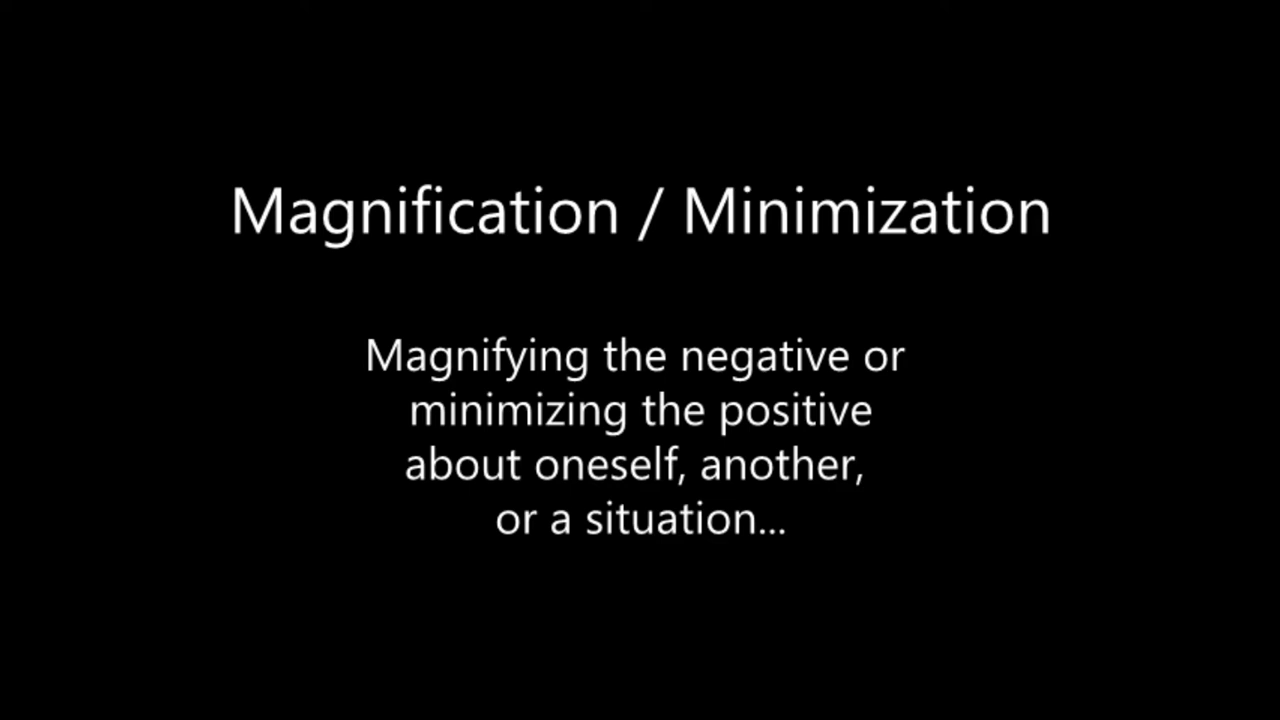 Magnification / Minimization
Magnifying the negative or
minimizing the positive
about oneself, another,
or a situation...